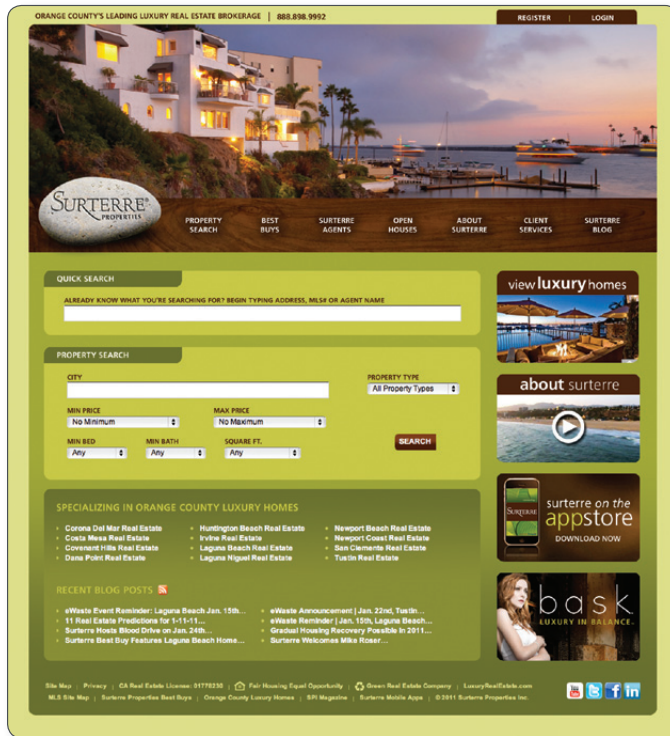 ORANGE COUNTY'S LEADING LUXURY REAL ESTATE BROKERAGE | 888.898.9992
REGISTER | LOGIN
SURTERRE®
PROPERTIES
PROPERTY SEARCH
BEST BUYS
SURTERRE AGENTS
OPEN HOUSES
ABOUT SURTERRE
CLIENT SERVICES
SURTERRE BLOG
QUICK SEARCH
ALREADY KNOW WHAT YOU'RE SEARCHING FOR? BEGIN TYPING ADDRESS, MLS# OR AGENT NAME
PROPERTY SEARCH
CITY
PROPERTY TYPE
All Property Types
MIN PRICE
MAX PRICE
No Minimum
No Maximum
MIN BED
MIN BATH
SQUARE FT.
Any
Any
Any
SEARCH
view luxury homes
about surterre
SURTERRE
surterre on the
appstore
DOWNLOAD NOW
bask
LUXURY IN BALANCE.
SPECIALIZING IN ORANGE COUNTY LUXURY HOMES
Corona Del Mar Real Estate
Costa Mesa Real Estate
Covenant Hills Real Estate
Dana Point Real Estate
Huntington Beach Real Estate
Irvine Real Estate
Laguna Beach Real Estate
Laguna Niguel Real Estate
Newport Beach Real Estate
Newport Coast Real Estate
San Clemente Real Estate
Tustin Real Estate
RECENT BLOG POSTS
eWaste Event Reminder: Laguna Beach Jan. 15th...
11 Real Estate Predictions for 1-11-11...
Surterre Hosts Blood Drive on Jan. 24th...
Surterre Best Buy Features Laguna Beach Home...
eWaste Announcement | Jan. 22nd, Tustin...
eWaste Reminder | Jan. 15th, Laguna Beach...
Gradual Housing Recovery Possible in 2011...
Surterre Welcomes Mika Roser...
Site Map | Privacy | CA Real Estate License: 01778230 | Fair Housing Equal Opportunity | Green Real Estate Company | LuxuryRealEstate.com
MLS Site Map | Surterre Properties Best Buys | Orange County Luxury Homes | SPI Magazine | Surterre Mobile Apps | ©2011 Surterre Properties Inc.
You Tube
t
f
in